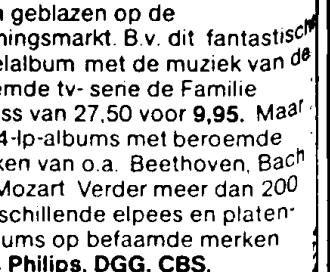 geblazen op de
ningsmarkt. B.v. dit fantastisch
elalbum met de muziek van de
emde tv- serie de Familie
ss van 27,50 voor 9,95. Maar
4-lp-albums met beroemde
ken van o.a. Beethoven, Bach
Mozart Verder meer dan 200
schillende elpees en platen-
ums op befaamde merken
Philips, DGG, CBS,